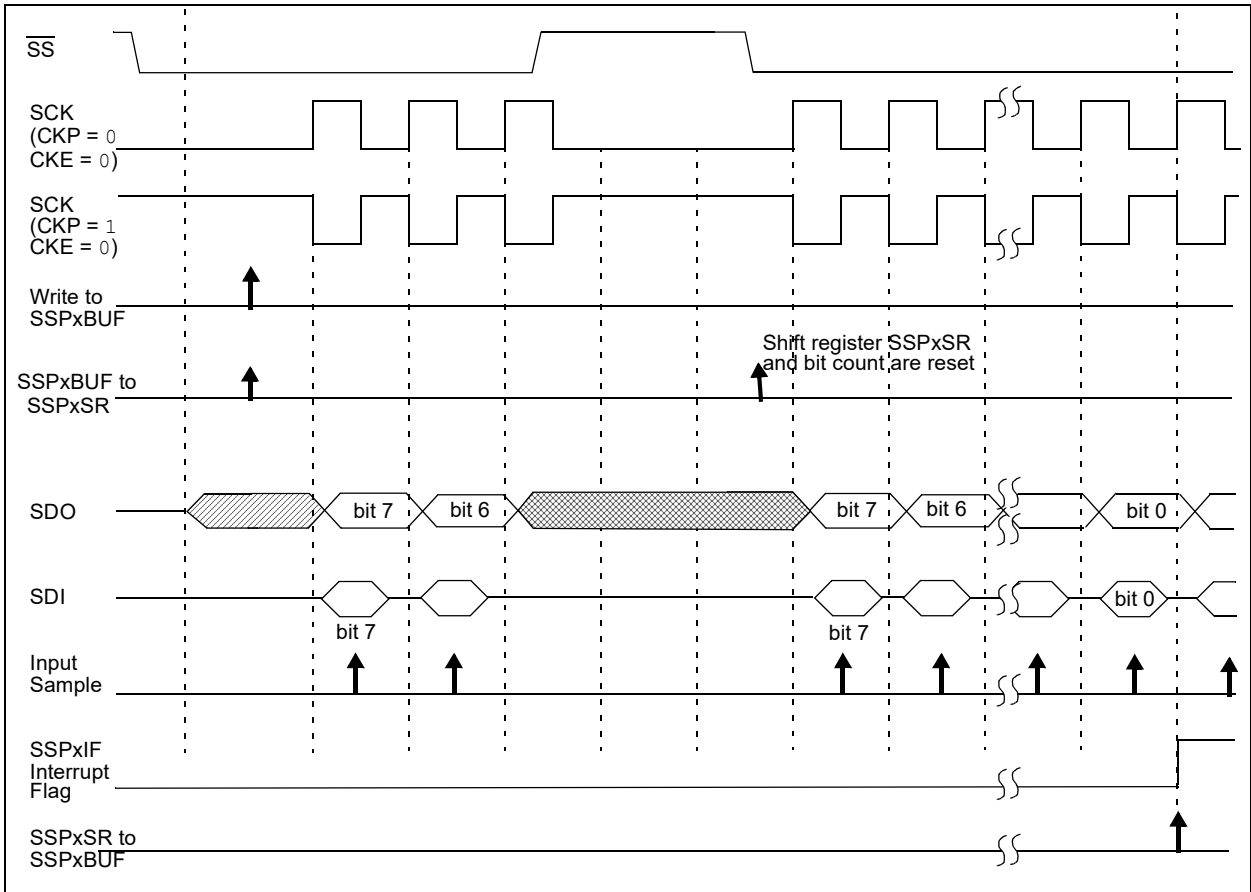 SS
SCK
(CKP = 0
CKE = 0)
SCK
(CKP = 1
CKE = 0)
Write to
SSPxBUF
Shift register SSPxSR
and bit count are reset
SSPxBUF to
SSPxSR
SDO
bit 7
bit 6
bit 7
bit 6
bit 0
SDI
bit 0
bit 7
bit 7
Input
Sample
SSPxIF
Interrupt
Flag
SSPxSR to
SSPxBUF